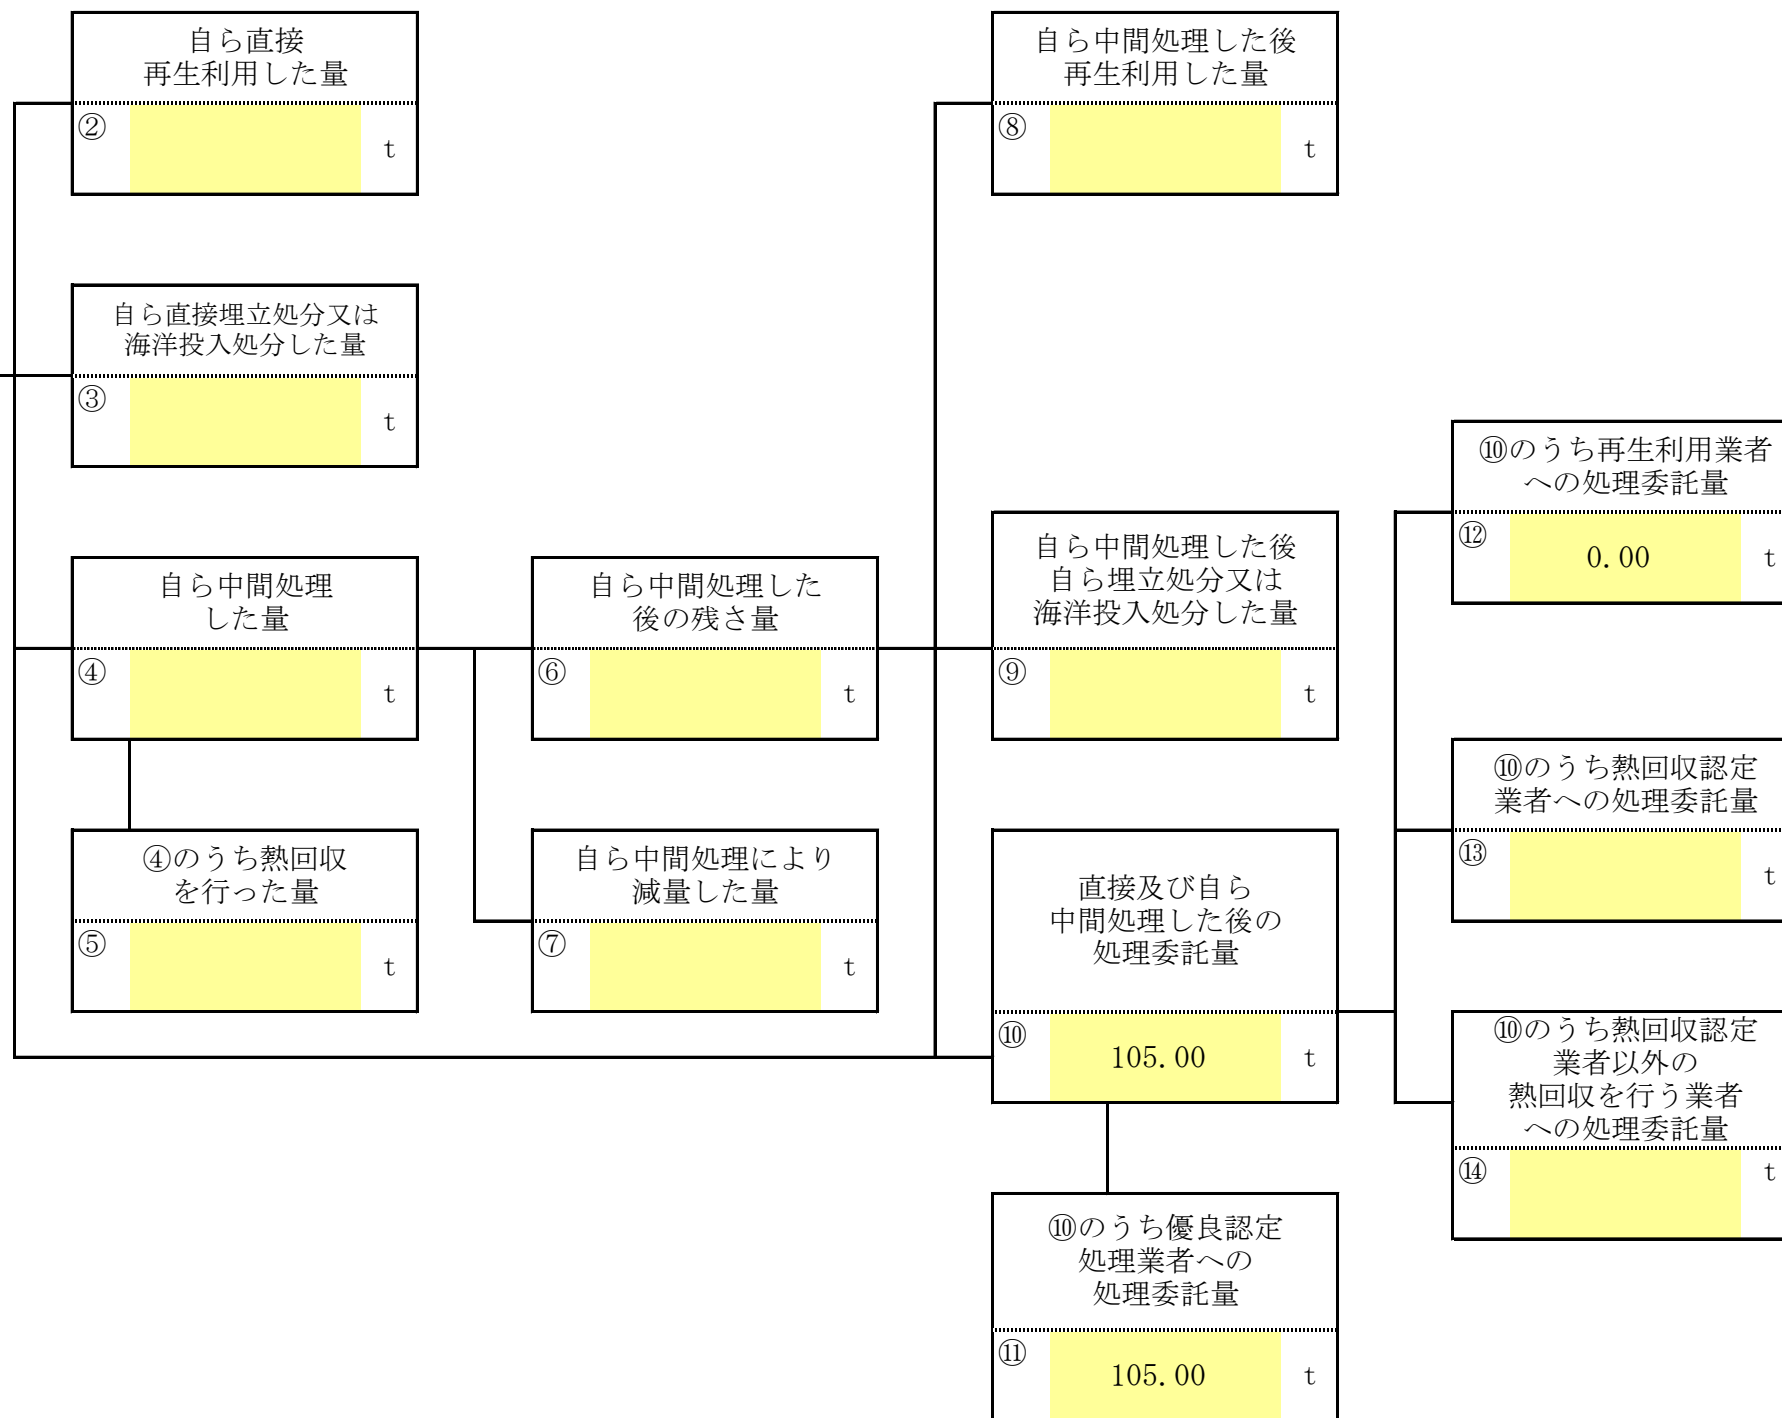 自ら直接
再生利用した量
②
t
自ら中間処理した後
再生利用した量
⑧
t
自ら直接埋立処分又は
海洋投入処分した量
③
t
⑩のうち再生利用業者
への処理委託量
⑫
0.00
t
自ら中間処理
した量
④
t
自ら中間処理した
後の残さ量
⑥
t
自ら中間処理した後
自ら埋立処分又は
海洋投入処分した量
⑨
t
⑩のうち熱回収認定
業者への処理委託量
⑬
t
④のうち熱回収
を行った量
⑤
t
自ら中間処理により
減量した量
⑦
t
直接及び自ら
中間処理した後の
処理委託量
⑩
105.00
t
⑩のうち熱回収認定
業者以外の
熱回収を行う業者
への処理委託量
⑭
t
⑩のうち優良認定
処理業者への
処理委託量
⑪
105.00
t